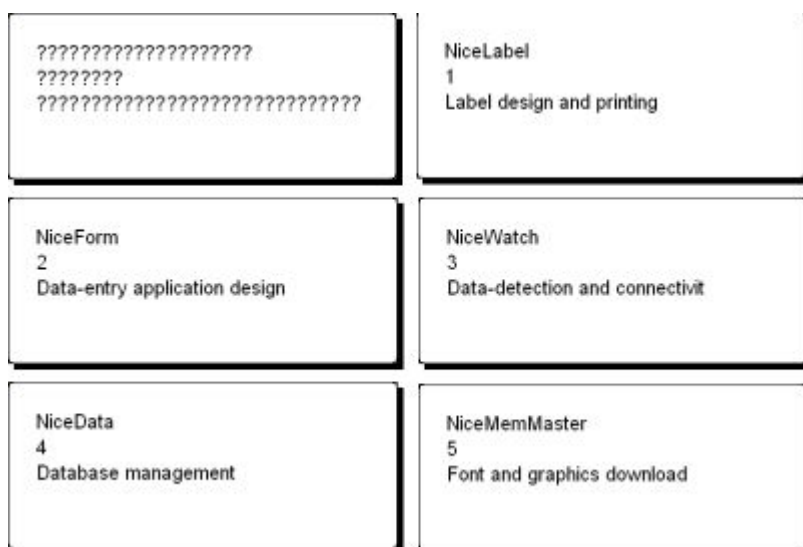 ????????????????????
????????
??????????????????????????????
NiceLabel
1
Label design and printing
NiceForm
2
Data-entry application design
NiceWatch
3
Data-detection and connectivit
NiceData
4
Database management
NiceMemMaster
5
Font and graphics download